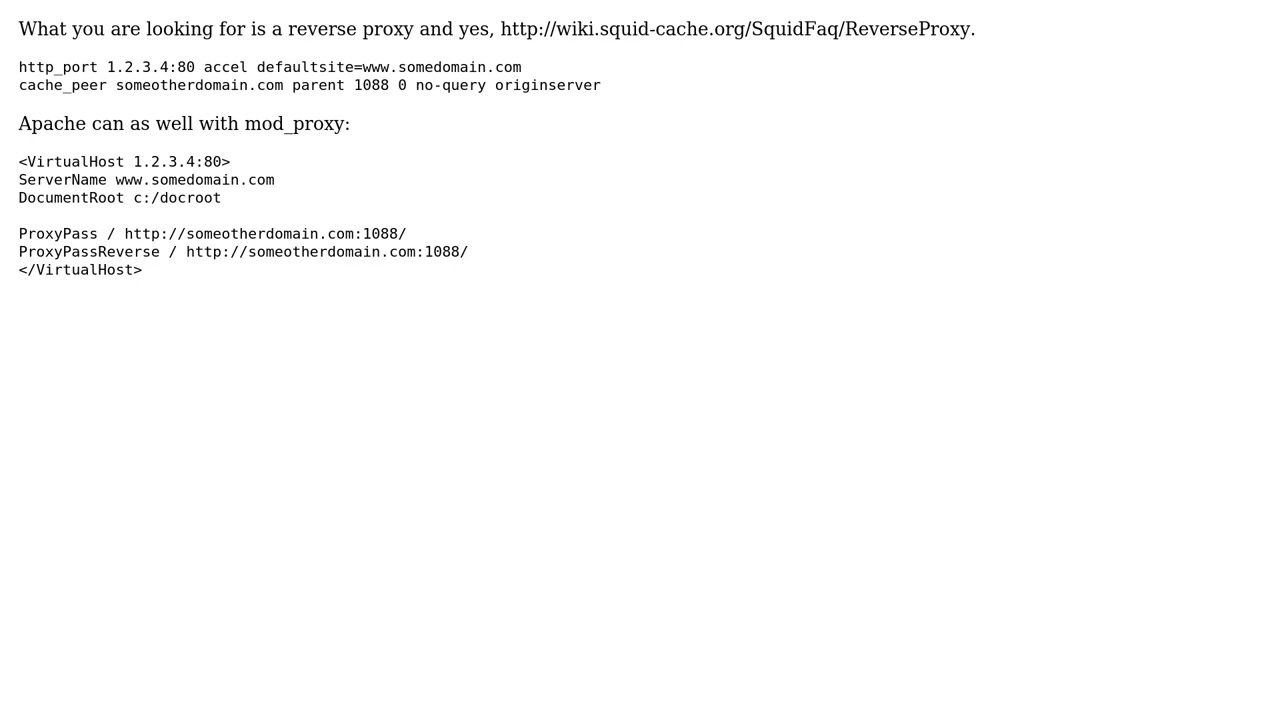 What you are looking for is a reverse proxy and yes, http://wiki.squid-cache.org/SquidFaq/ReverseProxy.
http_port 1.2.3.4:80 accel defaultsite=www.somedomain.com
cache_peer someotherdomain.com parent 1088 0 no-query originserver
Apache can as well with mod_proxy:
<VirtualHost 1.2.3.4:80>
ServerName www.somedomain.com
DocumentRoot c:/docroot
ProxyPass / http://someotherdomain.com:1088/
ProxyPassReverse / http://someotherdomain.com:1088/
</VirtualHost>